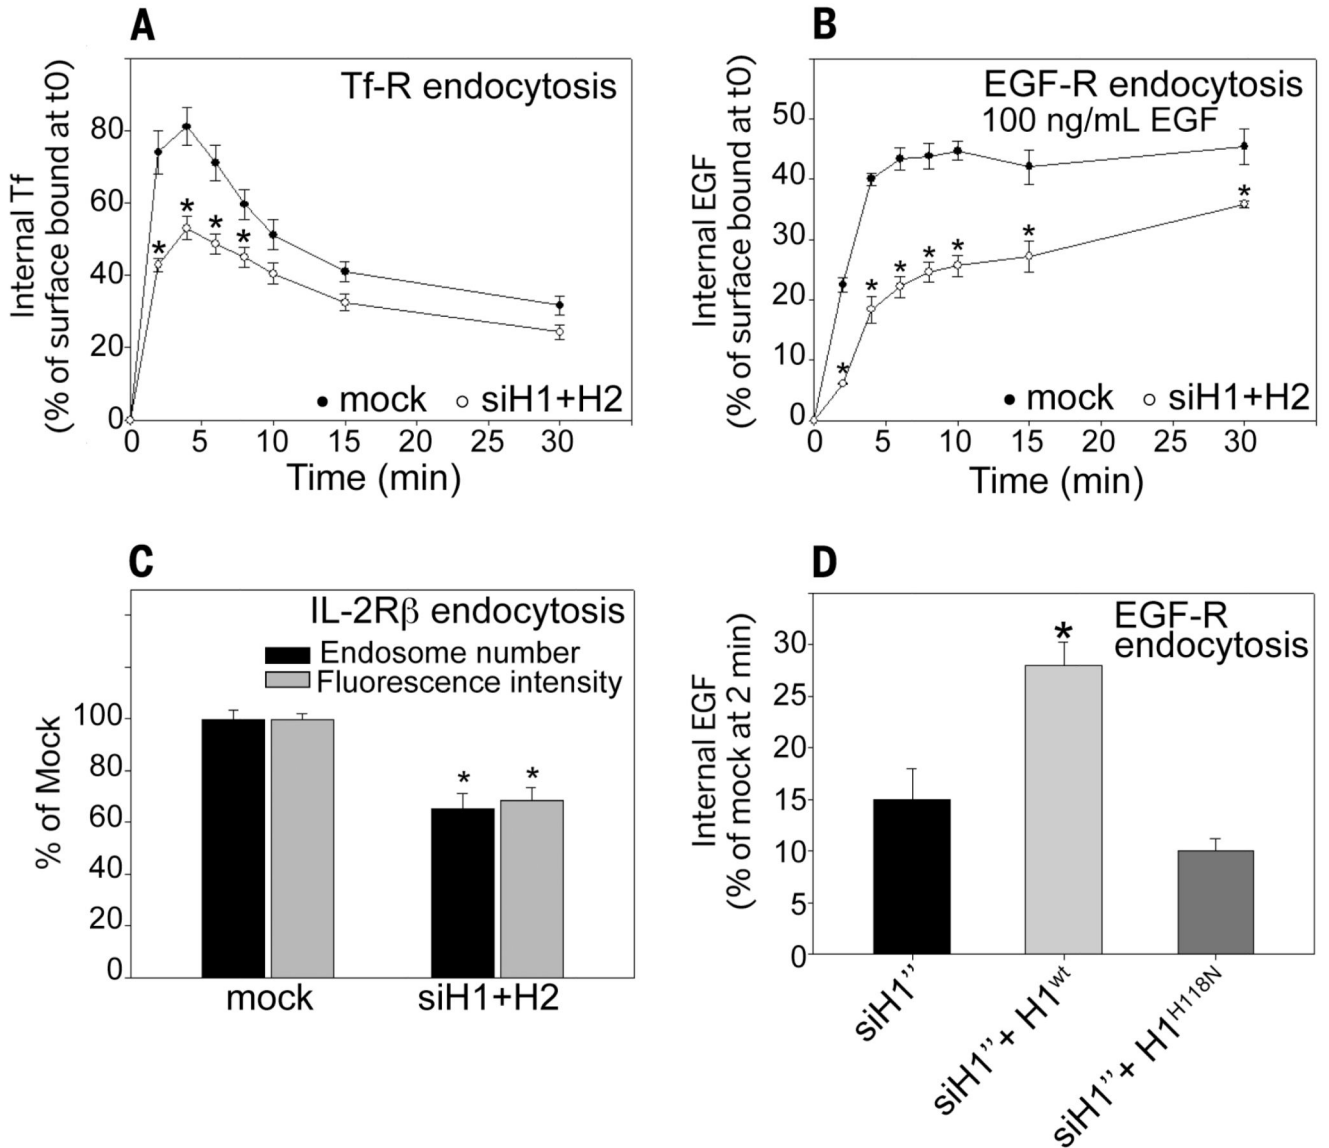 A
Tf-R endocytosis
Internal Tf
(% of surface bound at t0)
80
60
40
20
0
* * * *
mock siH1+H2
0 5 10 15 20 25 30
Time (min)
B
EGF-R endocytosis
100 ng/mL EGF
Internal EGF
(% of surface bound at t0)
50
40
30
20
10
0
* * * * * * * *
mock siH1+H2
0 5 10 15 20 25 30
Time (min)
C
IL-2Rβ endocytosis
Endosome number
Fluorescence intensity
% of Mock
100
80
60
40
20
0
* *
mock siH1+H2
D
EGF-R
endocytosis
Internal EGF
(% of mock at 2 min)
30
25
20
15
10
5
0
*
siH1”
siH1”+ H1wt
siH1”+ H1H118N